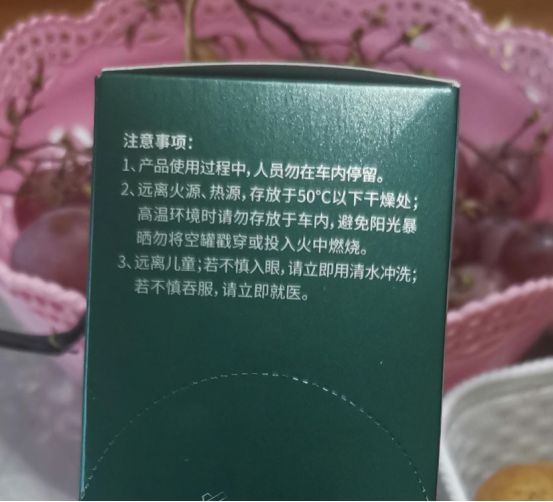 注意事项：
1、产品使用过程中，人员勿在车内停留。
2、远离火源、热源，存放于50°C以下干燥处；
高温环境时请勿存放于车内，避免阳光暴
晒勿将空罐戳穿或投入火中燃烧。
3、远离儿童；若不慎入眼，请立即用清水冲洗；
若不慎吞服，请立即就医。